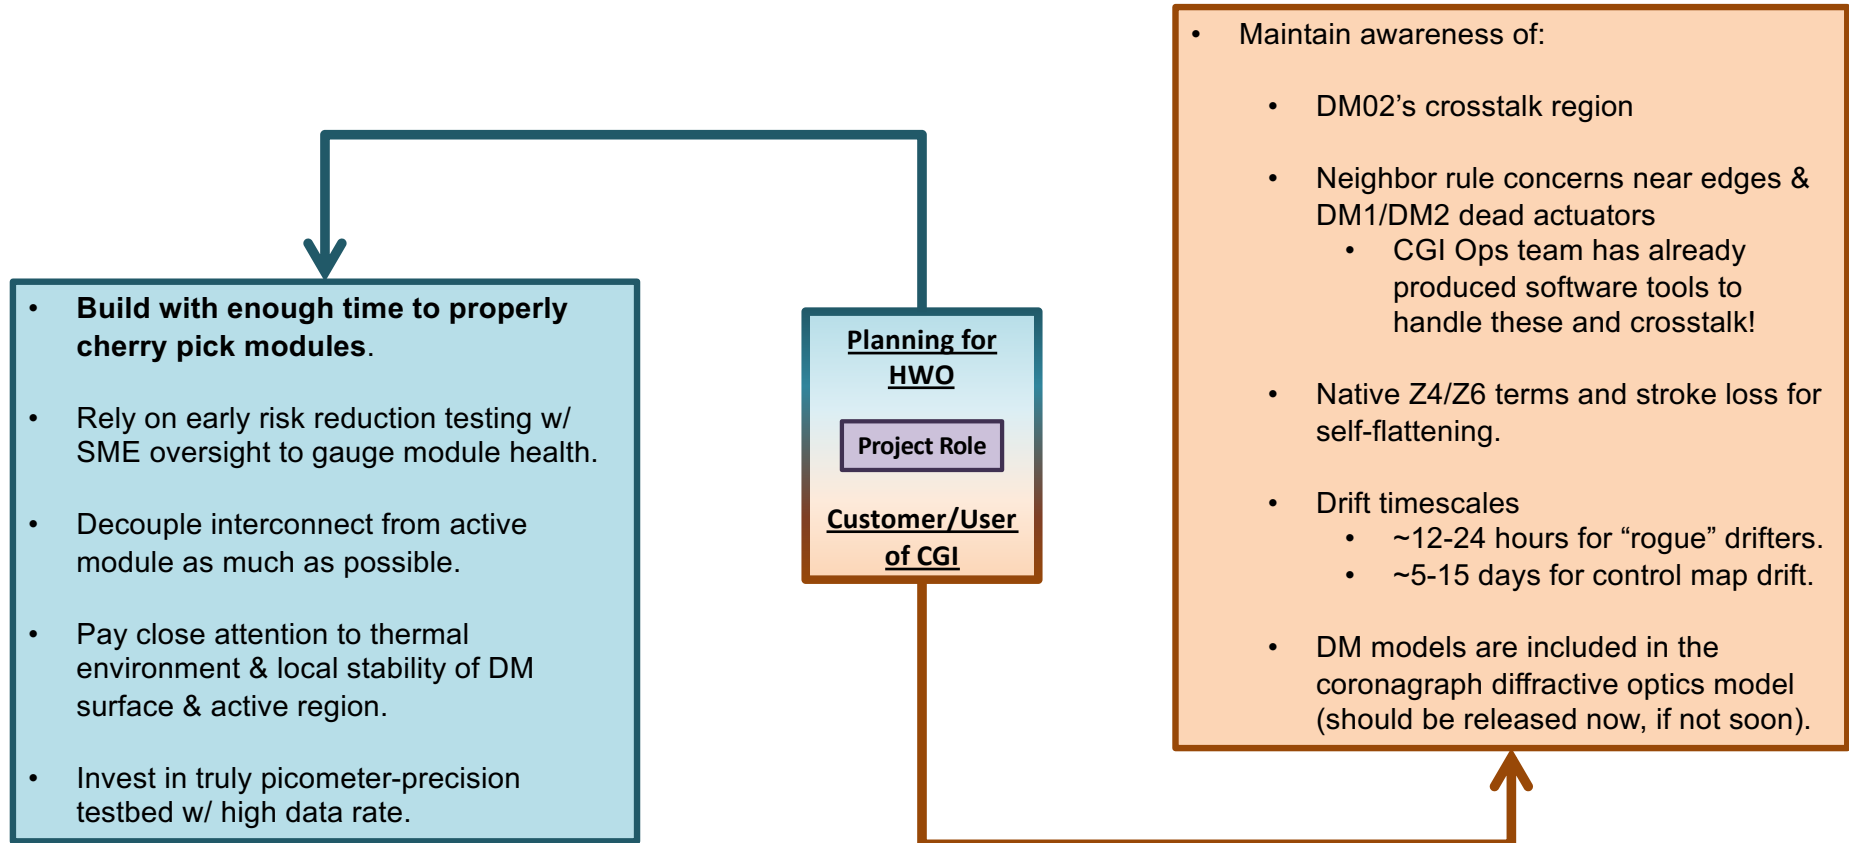 • Build with enough time to properly
cherry pick modules.
• Rely on early risk reduction testing w/
SME oversight to gauge module health.
• Decouple interconnect from active
module as much as possible.
• Pay close attention to thermal
environment & local stability of DM
surface & active region.
• Invest in truly picometer-precision
testbed w/ high data rate.
Planning for
HWO
Project Role
Customer/User
of CGI
• Maintain awareness of:
• DM02's crosstalk region
• Neighbor rule concerns near edges &
DM1/DM2 dead actuators
• CGI Ops team has already
produced software tools to
handle these and crosstalk!
• Native Z4/Z6 terms and stroke loss for
self-flattening.
• Drift timescales
• ~12-24 hours for “rogue” drifters.
• ~5-15 days for control map drift.
• DM models are included in the
coronagraph diffractive optics model
(should be released now, if not soon).